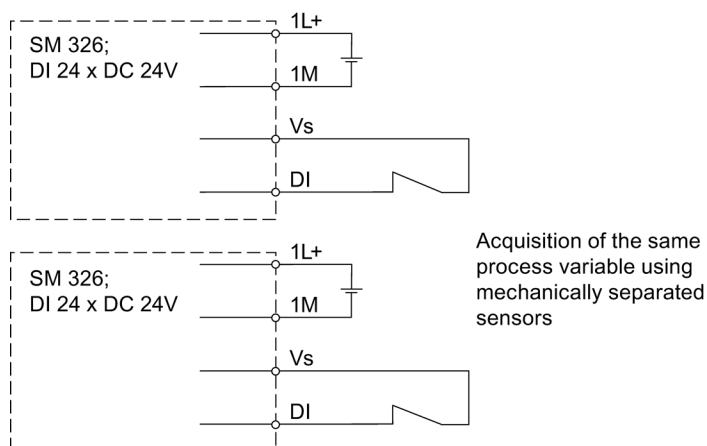 1L+
SM 326;
DI 24 x DC 24V
1M
Vs
DI
1L+
SM 326;
DI 24 x DC 24V
1M
Vs
DI
Acquisition of the same
process variable using
mechanically separated
sensors